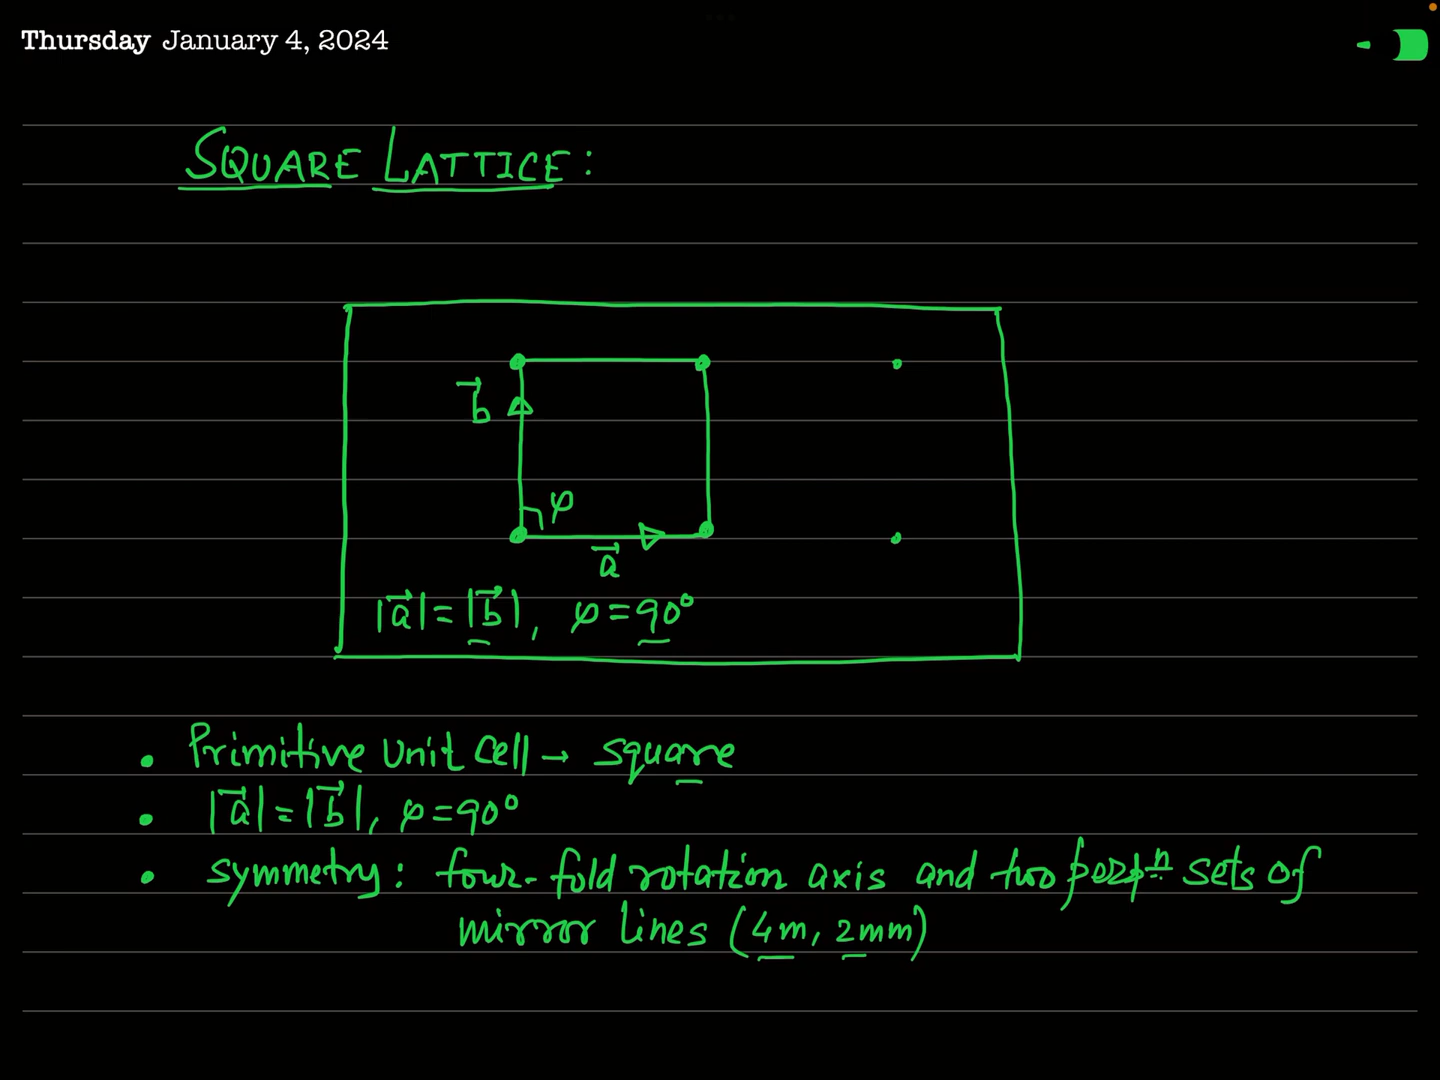 Thursday January 4, 2024
SQUARE LATTICE:
b⃗
φ
a⃗
|a⃗| = |b⃗|, φ = 90°
• Primitive unit cell → square
• |a⃗| = |b⃗|, φ = 90°
• symmetry: four-fold rotation axis and two perpⁿ sets of
mirror lines (4m, 2mm)